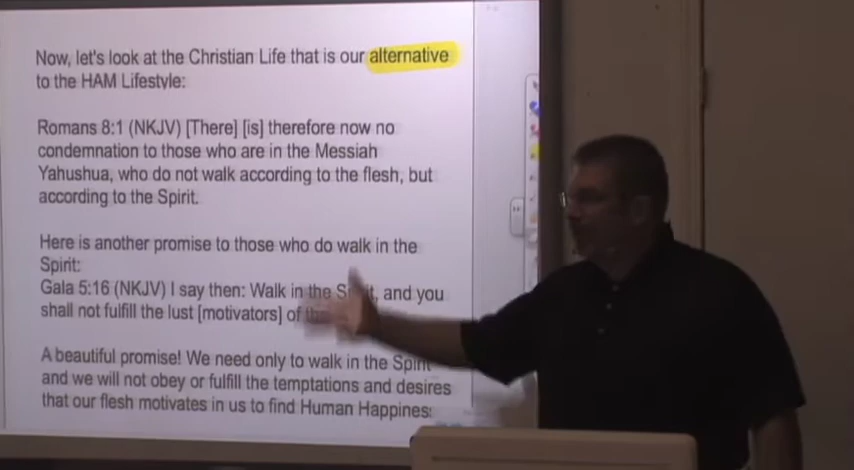 Now, let's look at the Christian Life that is our alternative
to the HAM Lifestyle:
Romans 8:1 (NKJV) [There] [is] therefore now no
condemnation to those who are in the Messiah
Yahushua, who do not walk according to the flesh, but
according to the Spirit.
Here is another promise to those who do walk in the
Spirit:
Gala 5:16 (NKJV) I say then: Walk in the and you
shall not fulfill the lust [motivators] of
A beautiful promise! We need only to walk in the Spirit
and we will not obey or fulfill the temptations and desires
that our flesh motivates in us to find Human